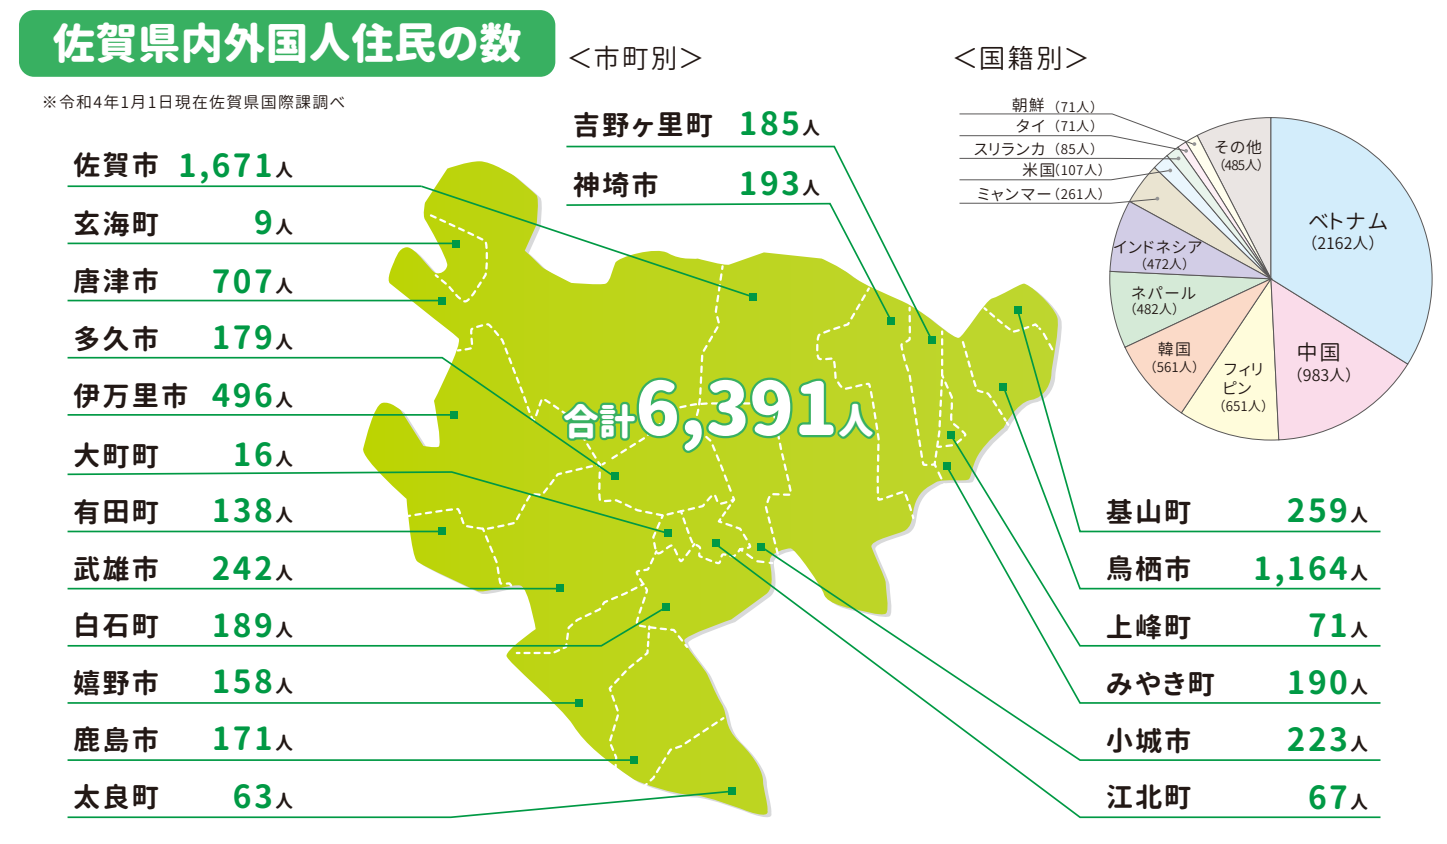 佐賀県内外国人住民の数
※令和4年1月1日現在佐賀県国際課調べ
＜市町別＞
佐賀市 1,671人
玄海町 9人
唐津市 707人
多久市 179人
伊万里市 496人
大町町 16人
有田町 138人
武雄市 242人
白石町 189人
嬉野市 158人
鹿島市 171人
太良町 63人
吉野ヶ里町 185人
神埼市 193人
合計6,391人
基山町 259人
鳥栖市 1,164人
上峰町 71人
みやき町 190人
小城市 223人
江北町 67人
＜国籍別＞
朝鮮（71人）
タイ（71人）
スリランカ（85人）
米国(107人）
ミャンマー（261人）
その他
（485人）
ベトナム
（2162人）
インドネシア
（472人）
ネパール
（482人）
韓国
（561人）
フィリ
ピン
（651人）
中国
（983人）